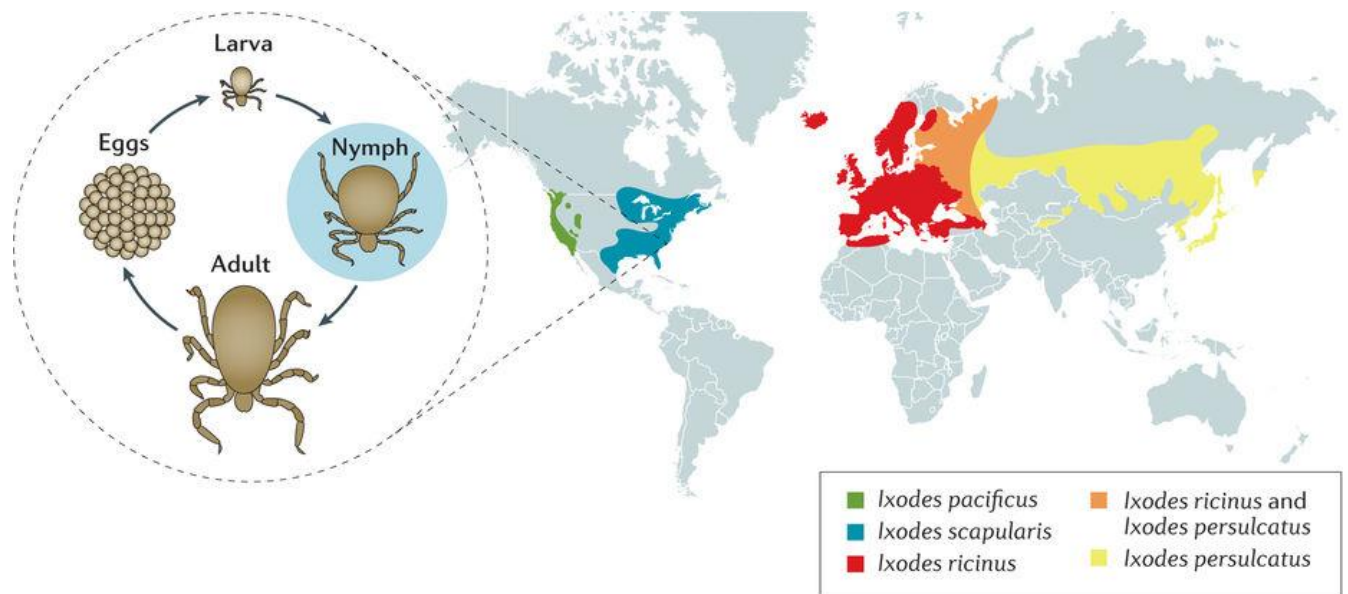 Larva
Eggs
Nymph
Adult
Ixodes pacificus
Ixodes scapularis
Ixodes ricinus
Ixodes ricinus and
Ixodes persulcatus
Ixodes persulcatus